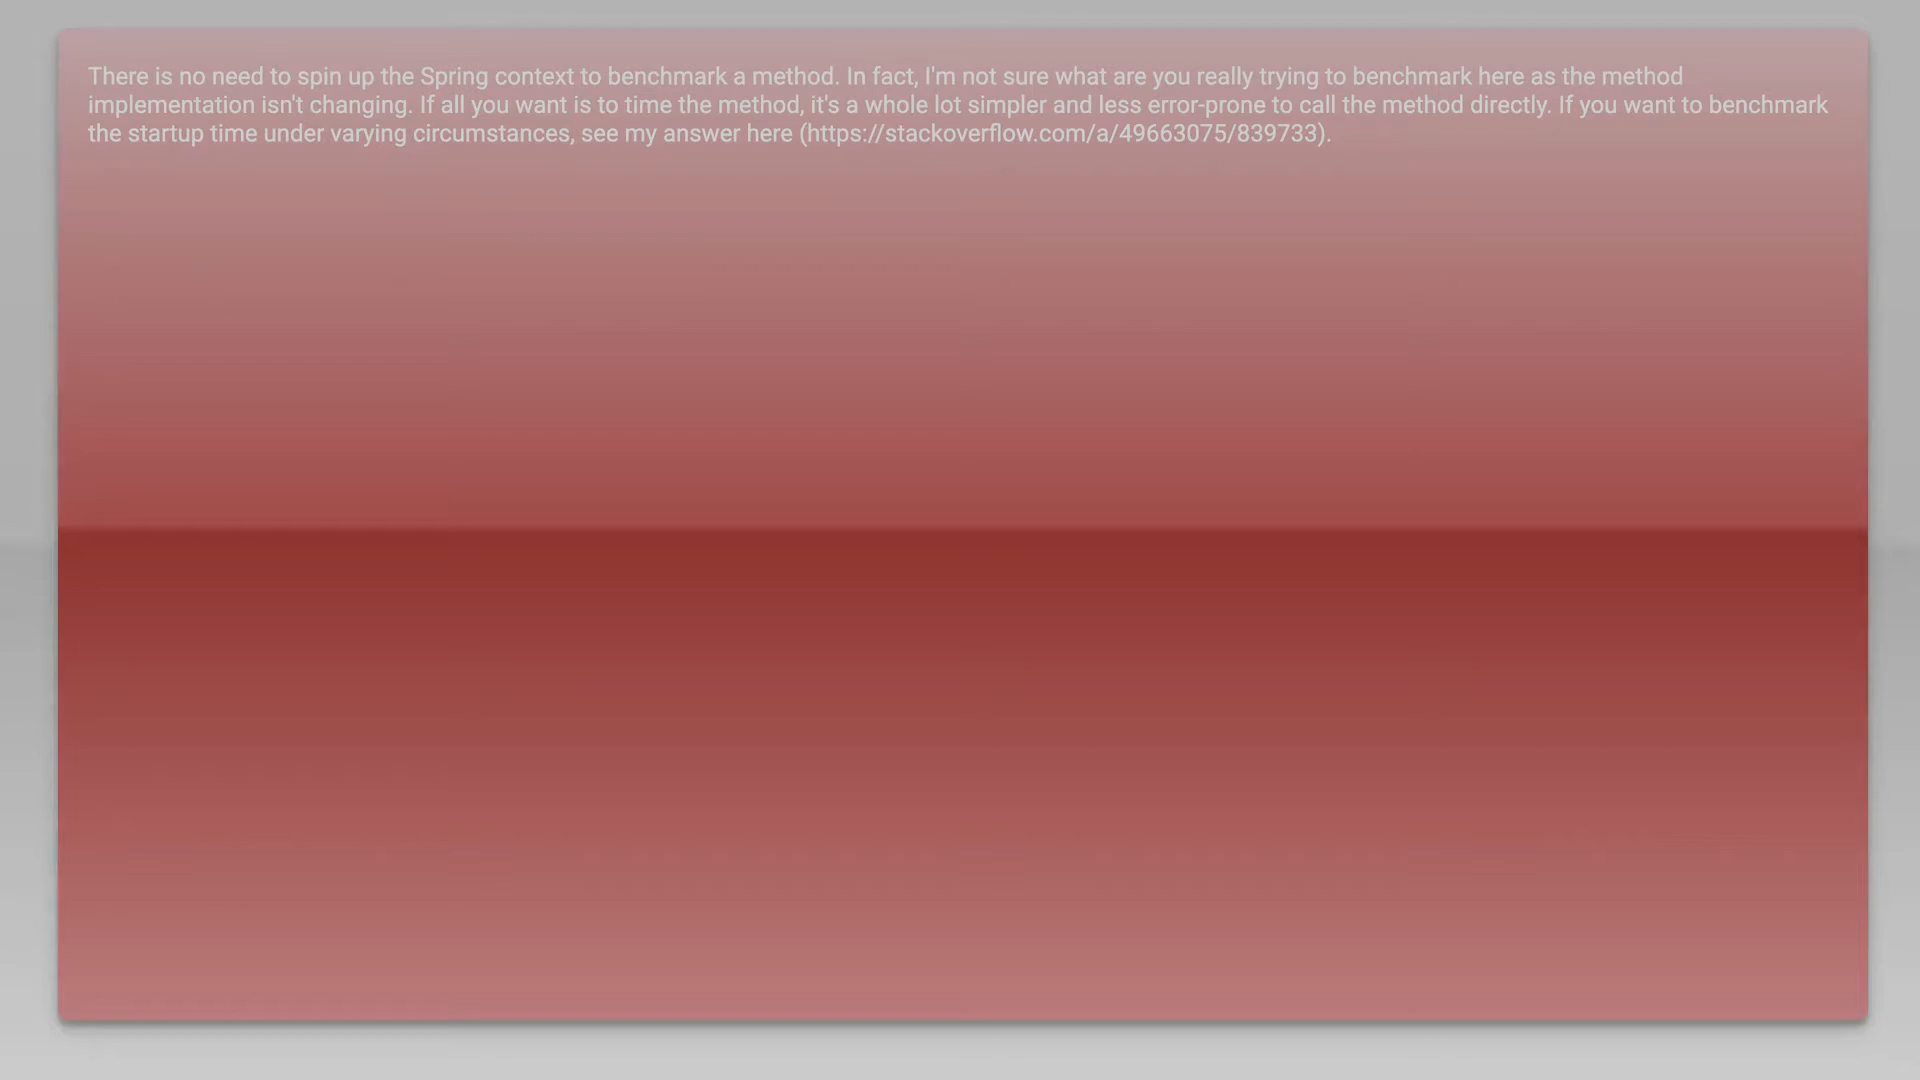 There is no need to spin up the Spring context to benchmark a method. In fact, I'm not sure what are you really trying to benchmark here as the method
implementation isn't changing. If all you want is to time the method, it's a whole lot simpler and less error-prone to call the method directly. If you want to benchmark
the startup time under varying circumstances, see my answer here (https://stackoverflow.com/a/49663075/839733).